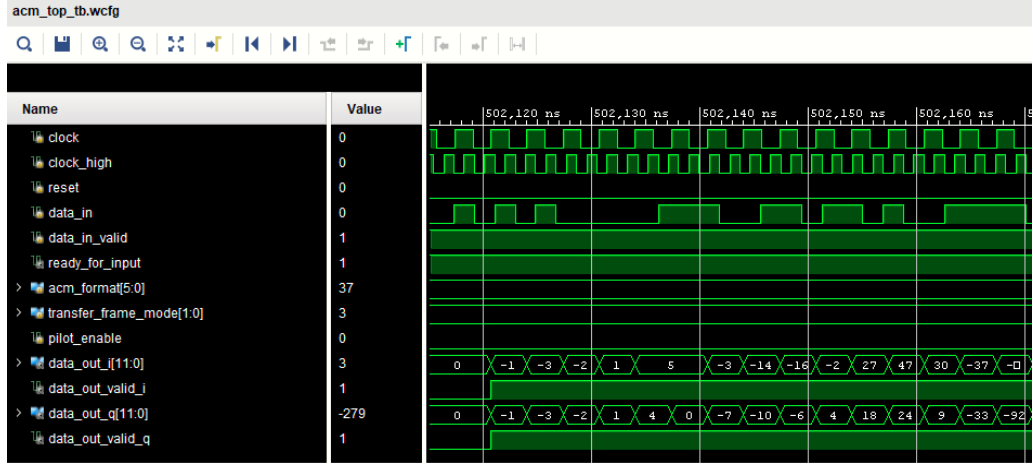 acm_top_tb.wcfg
Name Value
502,120 ns 502,130 ns 502,140 ns 502,150 ns 502,160 ns
clock 0
clock_high 0
reset 0
data_in 0
data_in_valid 1
ready_for_input 1
acm_format[5:0] 37
transfer_frame_mode[1:0] 3
pilot_enable 0
data_out_i[11:0] 3 0 -1 -3 -2 1 5 -3 -14 -16 -2 27 47 30 -37
data_out_valid_i 1
data_out_q[11:0] -279 0 -1 -3 -2 1 4 0 -7 -10 -6 4 18 24 9 -33 -92
data_out_valid_q 1